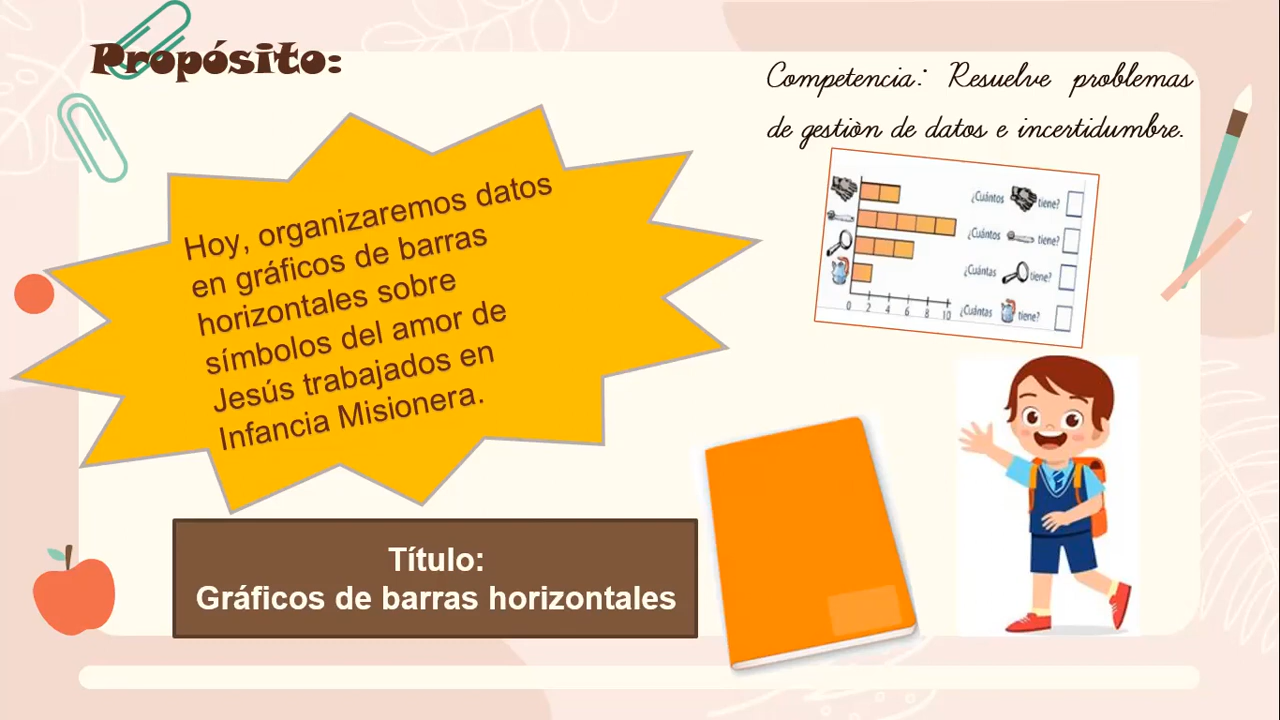 Propósito:
Competencia: Resuelve problemas
de gestiòn de datos e incertidumbre.
Hoy, organizaremos datos
en gráficos de barras
horizontales sobre
símbolos del amor de
Jesús trabajados en
Infancia Misionera.
¿Cuántos tiene?
¿Cuántos tiene?
¿Cuántas tiene?
¿Cuántas tiene?
0 2 4 6 8 10
Título:
Gráficos de barras horizontales